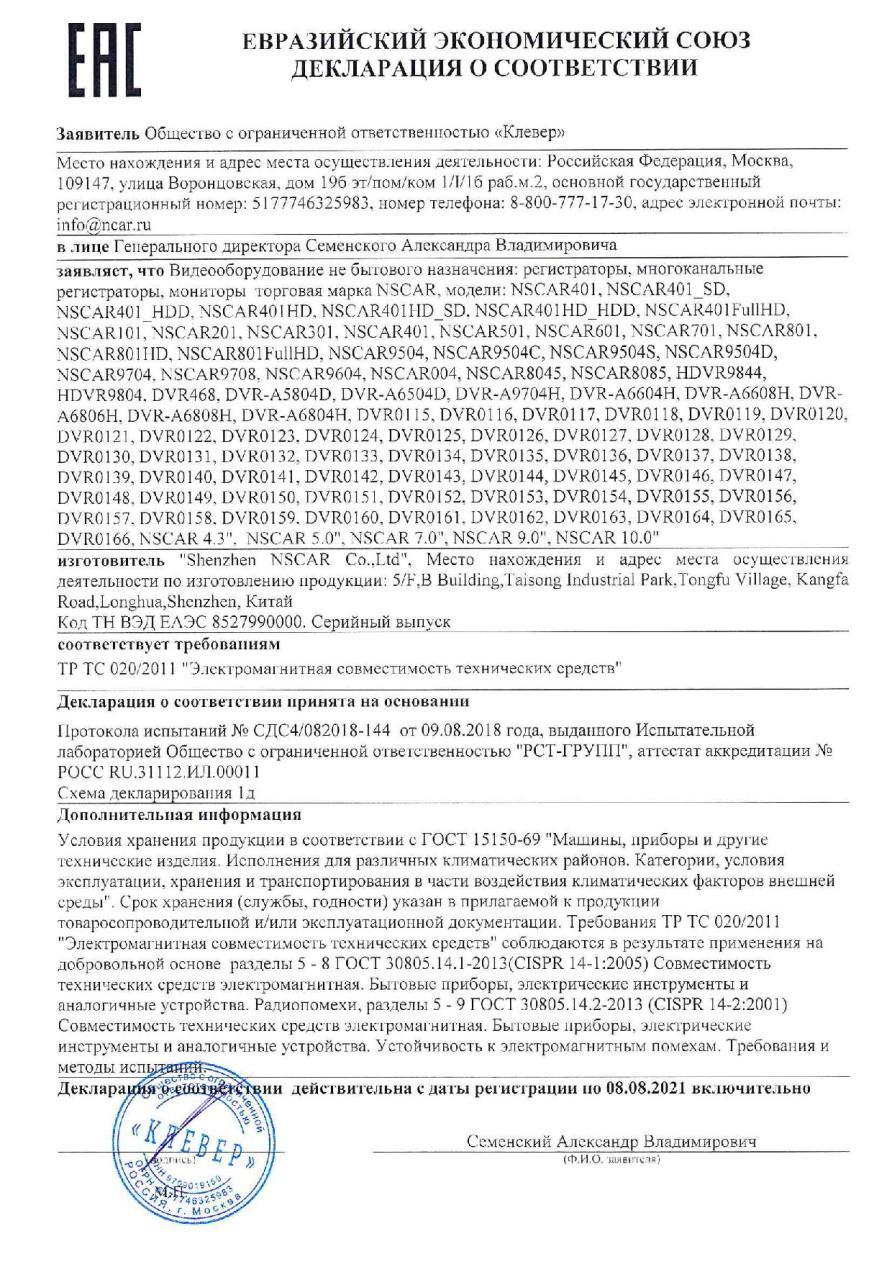 ЕАС
ЕВРАЗИЙСКИЙ ЭКОНОМИЧЕСКИЙ СОЮЗ
ДЕКЛАРАЦИЯ О СООТВЕТСТВИИ
Заявитель Общество с ограниченной ответственностью «Клевер»
Место нахождения и адрес места осуществления деятельности: Российская Федерация, Москва,
109147, улица Воронцовская, дом 19б эт/пом/ком 1/I/1б раб.м.2, основной государственный
регистрационный номер: 5177746325983, номер телефона: 8-800-777-17-30, адрес электронной почты:
info@ncar.ru
в лице Генерального директора Семенского Александра Владимировича
заявляет, что Видеооборудование не бытового назначения: регистраторы, многоканальные
регистраторы, мониторы торговая марка NSCAR, модели: NSCAR401, NSCAR401_SD,
NSCAR401_HDD, NSCAR401HD, NSCAR401HD_SD, NSCAR401HD_HDD, NSCAR401FullHD,
NSCAR101, NSCAR201, NSCAR301, NSCAR401, NSCAR501, NSCAR601, NSCAR701, NSCAR801,
NSCAR801HD, NSCAR801FullHD, NSCAR9504, NSCAR9504C, NSCAR9504S, NSCAR9504D,
NSCAR9704, NSCAR9708, NSCAR9604, NSCAR004, NSCAR8045, NSCAR8085, HDVR9844,
HDVR9804, DVR468, DVR-A5804D, DVR-A6504D, DVR-A9704H, DVR-A6604H, DVR-A6608H, DVR-
A6806H, DVR-A6808H, DVR-A6804H, DVR0115, DVR0116, DVR0117, DVR0118, DVR0119, DVR0120,
DVR0121, DVR0122, DVR0123, DVR0124, DVR0125, DVR0126, DVR0127, DVR0128, DVR0129,
DVR0130, DVR0131, DVR0132, DVR0133, DVR0134, DVR0135, DVR0136, DVR0137, DVR0138,
DVR0139, DVR0140, DVR0141, DVR0142, DVR0143, DVR0144, DVR0145, DVR0146, DVR0147,
DVR0148, DVR0149, DVR0150, DVR0151, DVR0152, DVR0153, DVR0154, DVR0155, DVR0156,
DVR0157, DVR0158, DVR0159. DVR0160, DVR0161, DVR0162, DVR0163, DVR0164, DVR0165,
DVR0166, NSCAR 4.3", NSCAR 5.0", NSCAR 7.0", NSCAR 9.0", NSCAR 10.0"
изготовитель "Shenzhen NSCAR Co.,Ltd", Место нахождения и адрес места осуществления
деятельности по изготовлению продукции: 5/F,B Building,Taisong Industrial Park,Tongfu Village, Kangfa
Road,Longhua,Shenzhen, Китай
Код ТН ВЭД ЕАЭС 8527990000. Серийный выпуск
соответствует требованиям
ТР ТС 020/2011 "Электромагнитная совместимость технических средств"
Декларация о соответствии принята на основании
Протокола испытаний № СДС4/082018-144 от 09.08.2018 года, выданного Испытательной
лабораторией Общество с ограниченной ответственностью "РСТ-ГРУПП", аттестат аккредитации №
РОСС RU.31112.ИЛ.00011
Схема декларирования 1д
Дополнительная информация
Условия хранения продукции в соответствии с ГОСТ 15150-69 "Машины, приборы и другие
технические изделия. Исполнения для различных климатических районов. Категории, условия
эксплуатации, хранения и транспортирования в части воздействия климатических факторов внешней
среды". Срок хранения (службы, годности) указан в прилагаемой к продукции
товаросопроводительной и/или эксплуатационной документации. Требования ТР ТС 020/2011
"Электромагнитная совместимость технических средств" соблюдаются в результате применения на
добровольной основе разделы 5 - 8 ГОСТ 30805.14.1-2013(CISPR 14-1:2005) Совместимость
технических средств электромагнитная. Бытовые приборы, электрические инструменты и
аналогичные устройства. Радиопомехи, разделы 5 - 9 ГОСТ 30805.14.2-2013 (CISPR 14-2:2001)
Совместимость технических средств электромагнитная. Бытовые приборы, электрические
инструменты и аналогичные устройства. Устойчивость к электромагнитным помехам. Требования и
методы испытаний.
Декларация о соответствии действительна с даты регистрации по 08.08.2021 включительно
Общество с ограниченной
ответственностью
«КЛЕВЕР»
ИНН 9729019150
ОГРН 5177746325983
РОССИЯ, г. Москва
(подпись)
М.П.
Семенский Александр Владимирович
(Ф.И.О. заявителя)